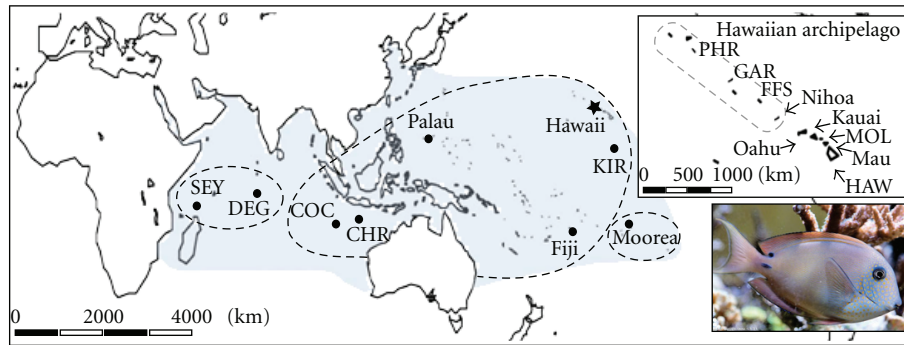 Hawaiian archipelago
PHR
GAR
FFS
Nihoa
Kauai
MOL
Oahu
Mau
HAW
0 500 1000 (km)
Palau
Hawaii
KIR
SEY
DEG
COC
CHR
Fiji
Moorea
0 2000 4000 (km)